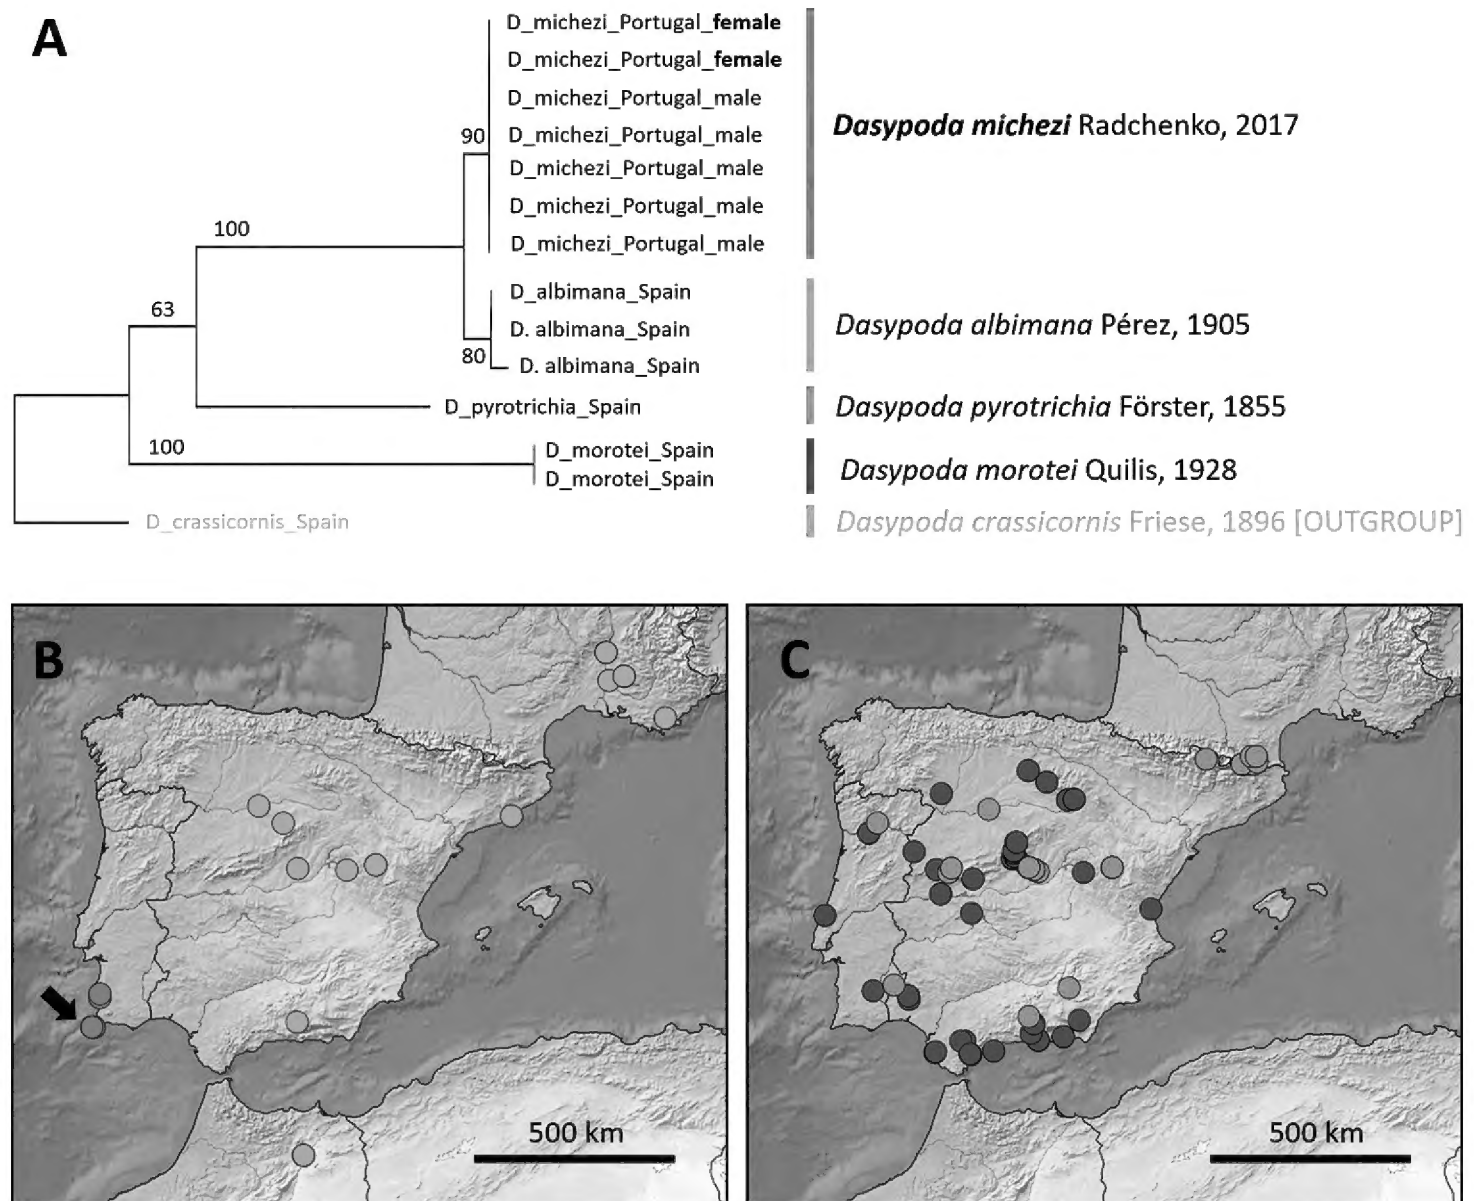 A
D_michezi_Portugal_female
D_michezi_Portugal_female
D_michezi_Portugal_male
D_michezi_Portugal_male
D_michezi_Portugal_male
D_michezi_Portugal_male
D_michezi_Portugal_male
90
Dasypoda michezi Radchenko, 2017
100
D_albimana_Spain
D. albimana_Spain
D. albimana_Spain
80
Dasypoda albimana Pérez, 1905
63
D_pyrotrichia_Spain
Dasypoda pyrotrichia Förster, 1855
100
D_morotei_Spain
D_morotei_Spain
Dasypoda morotei Quilis, 1928
D_crassicornis_Spain
Dasypoda crassicornis Friese, 1896 [OUTGROUP]
B
500 km
C
500 km